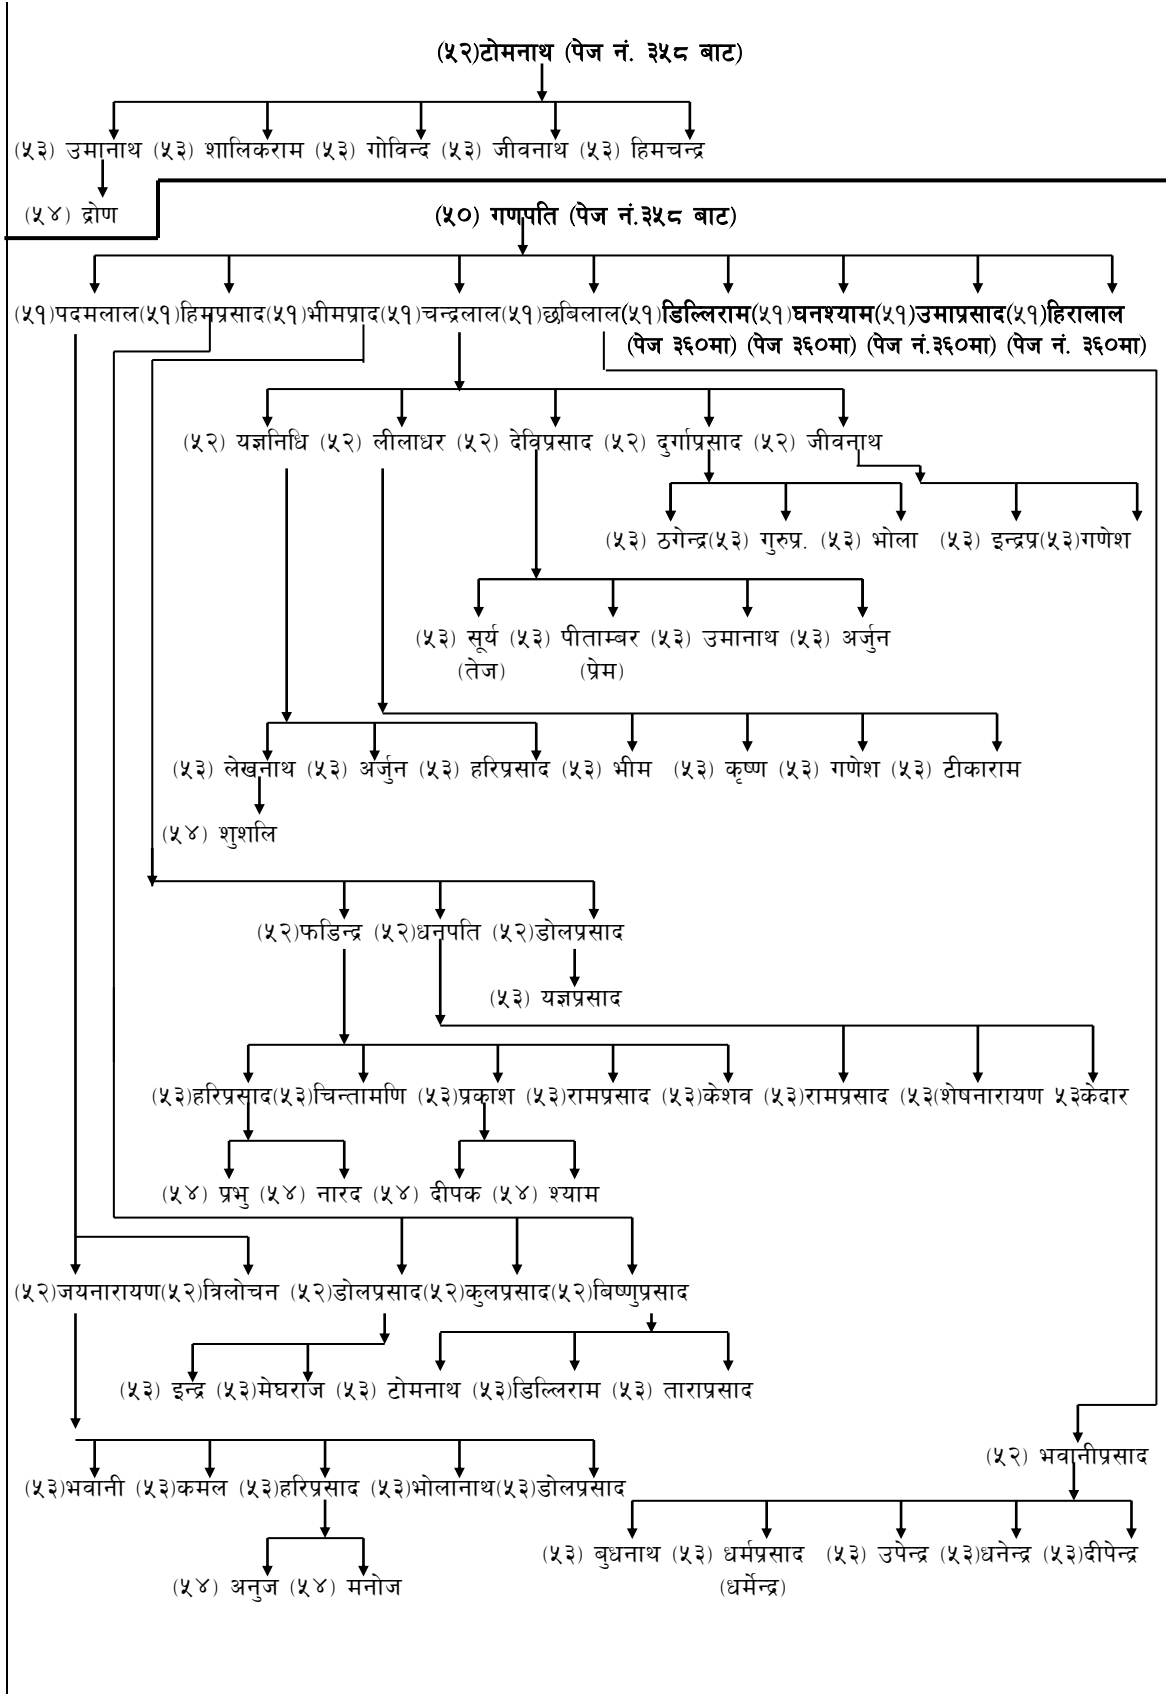 (५२)टोमनाथ (पेज नं. ३५८ बाट)
(५३) उमानाथ (५३) शालिकराम (५३) गोविन्द (५३) जीवनाथ (५३) हिमचन्द्र
(५४) द्रोण
(५०) गणपति (पेज नं.३५८ बाट)
(५१)पदमलाल(५१)हिमप्रसाद(५१)भीमप्राद(५१)चन्द्रलाल(५१)छबिलाल(५१)डिल्लिराम(५१)घनश्याम(५१)उमाप्रसाद(५१)हिरालाल
(पेज ३६०मा) (पेज ३६०मा) (पेज नं.३६०मा) (पेज नं. ३६०मा)
(५२) यज्ञनिधि (५२) लीलाधर (५२) देविप्रसाद (५२) दुर्गाप्रसाद (५२) जीवनाथ
(५३) ठगेन्द्र(५३) गुरुप्र. (५३) भोला (५३) इन्द्रप्र(५३)गणेश
(५३) सूर्य (५३) पीताम्बर (५३) उमानाथ (५३) अर्जुन
(तेज) (प्रेम)
(५३) लेखनाथ (५३) अर्जुन (५३) हरिप्रसाद (५३) भीम (५३) कृष्ण (५३) गणेश (५३) टीकाराम
(५४) शुशलि
(५२)फडिन्द्र (५२)धनपति (५२)डोलप्रसाद
(५३) यज्ञप्रसाद
(५३)हरिप्रसाद(५३)चिन्तामणि (५३)प्रकाश (५३)रामप्रसाद (५३)केशव (५३)रामप्रसाद (५३(शेषनारायण ५३केदार
(५४) प्रभु (५४) नारद (५४) दीपक (५४) श्याम
(५२)जयनारायण(५२)त्रिलोचन (५२)डोलप्रसाद(५२)कुलप्रसाद(५२)बिष्णुप्रसाद
(५३) इन्द्र (५३)मेघराज (५३) टोमनाथ (५३)डिल्लिराम (५३) ताराप्रसाद
(५२) भवानीप्रसाद
(५३)भवानी (५३)कमल (५३)हरिप्रसाद (५३)भोलानाथ(५३)डोलप्रसाद
(५३) बुधनाथ (५३) धर्मप्रसाद (५३) उपेन्द्र (५३)धनेन्द्र (५३)दीपेन्द्र
(५४) अनुज (५४) मनोज (धर्मेन्द्र)